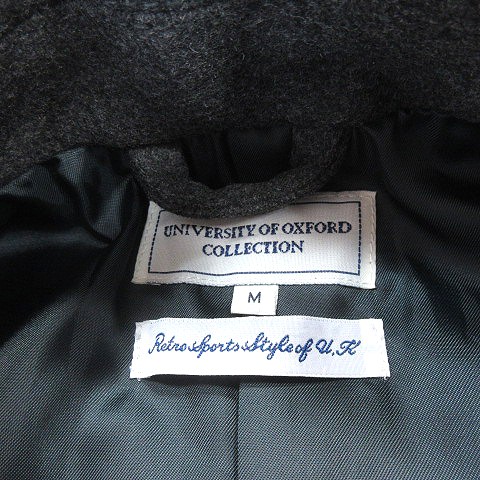 UNIVERSITY OF OXFORD
COLLECTION
M
Retro Sports Style of U.K